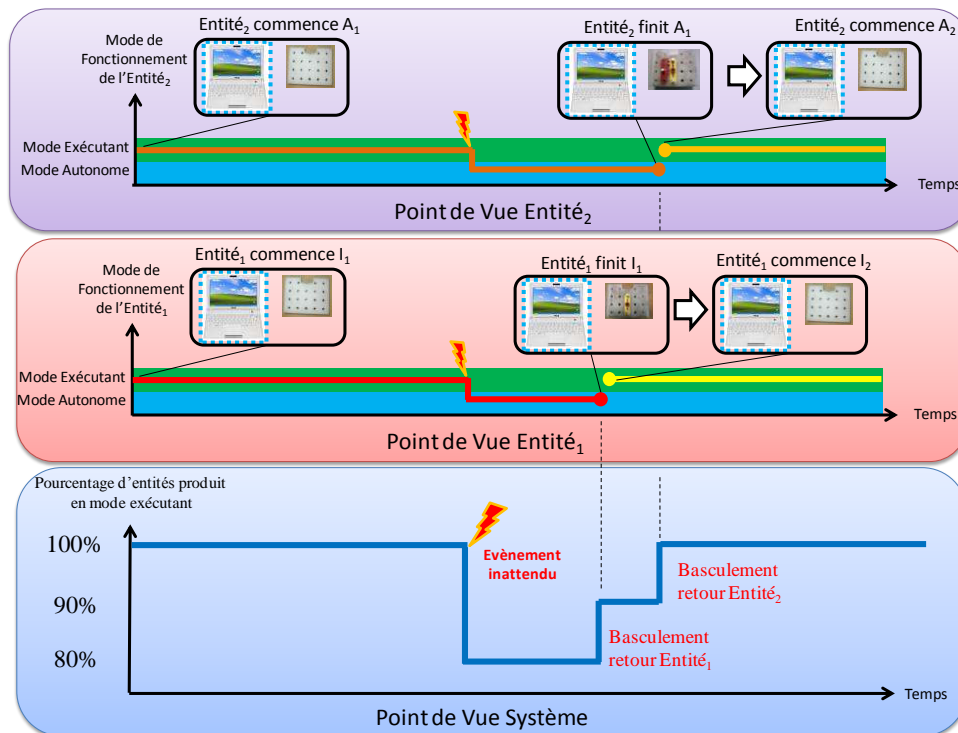 Entité₂ commence A₁
Entité₂ finit A₁
Entité₂ commence A₂
Mode de
Fonctionnement
de l'Entité₂
Mode Exécutant
Mode Autonome
Temps
Point de Vue Entité₂
Entité₁ commence I₁
Entité₁ finit I₁
Entité₁ commence I₂
Mode de
Fonctionnement
de l'Entité₁
Mode Exécutant
Mode Autonome
Temps
Point de Vue Entité₁
Pourcentage d'entités produit
en mode exécutant
100%
90%
80%
Evènement
inattendu
Basculement
retour Entité₂
Basculement
retour Entité₁
Temps
Point de Vue Système